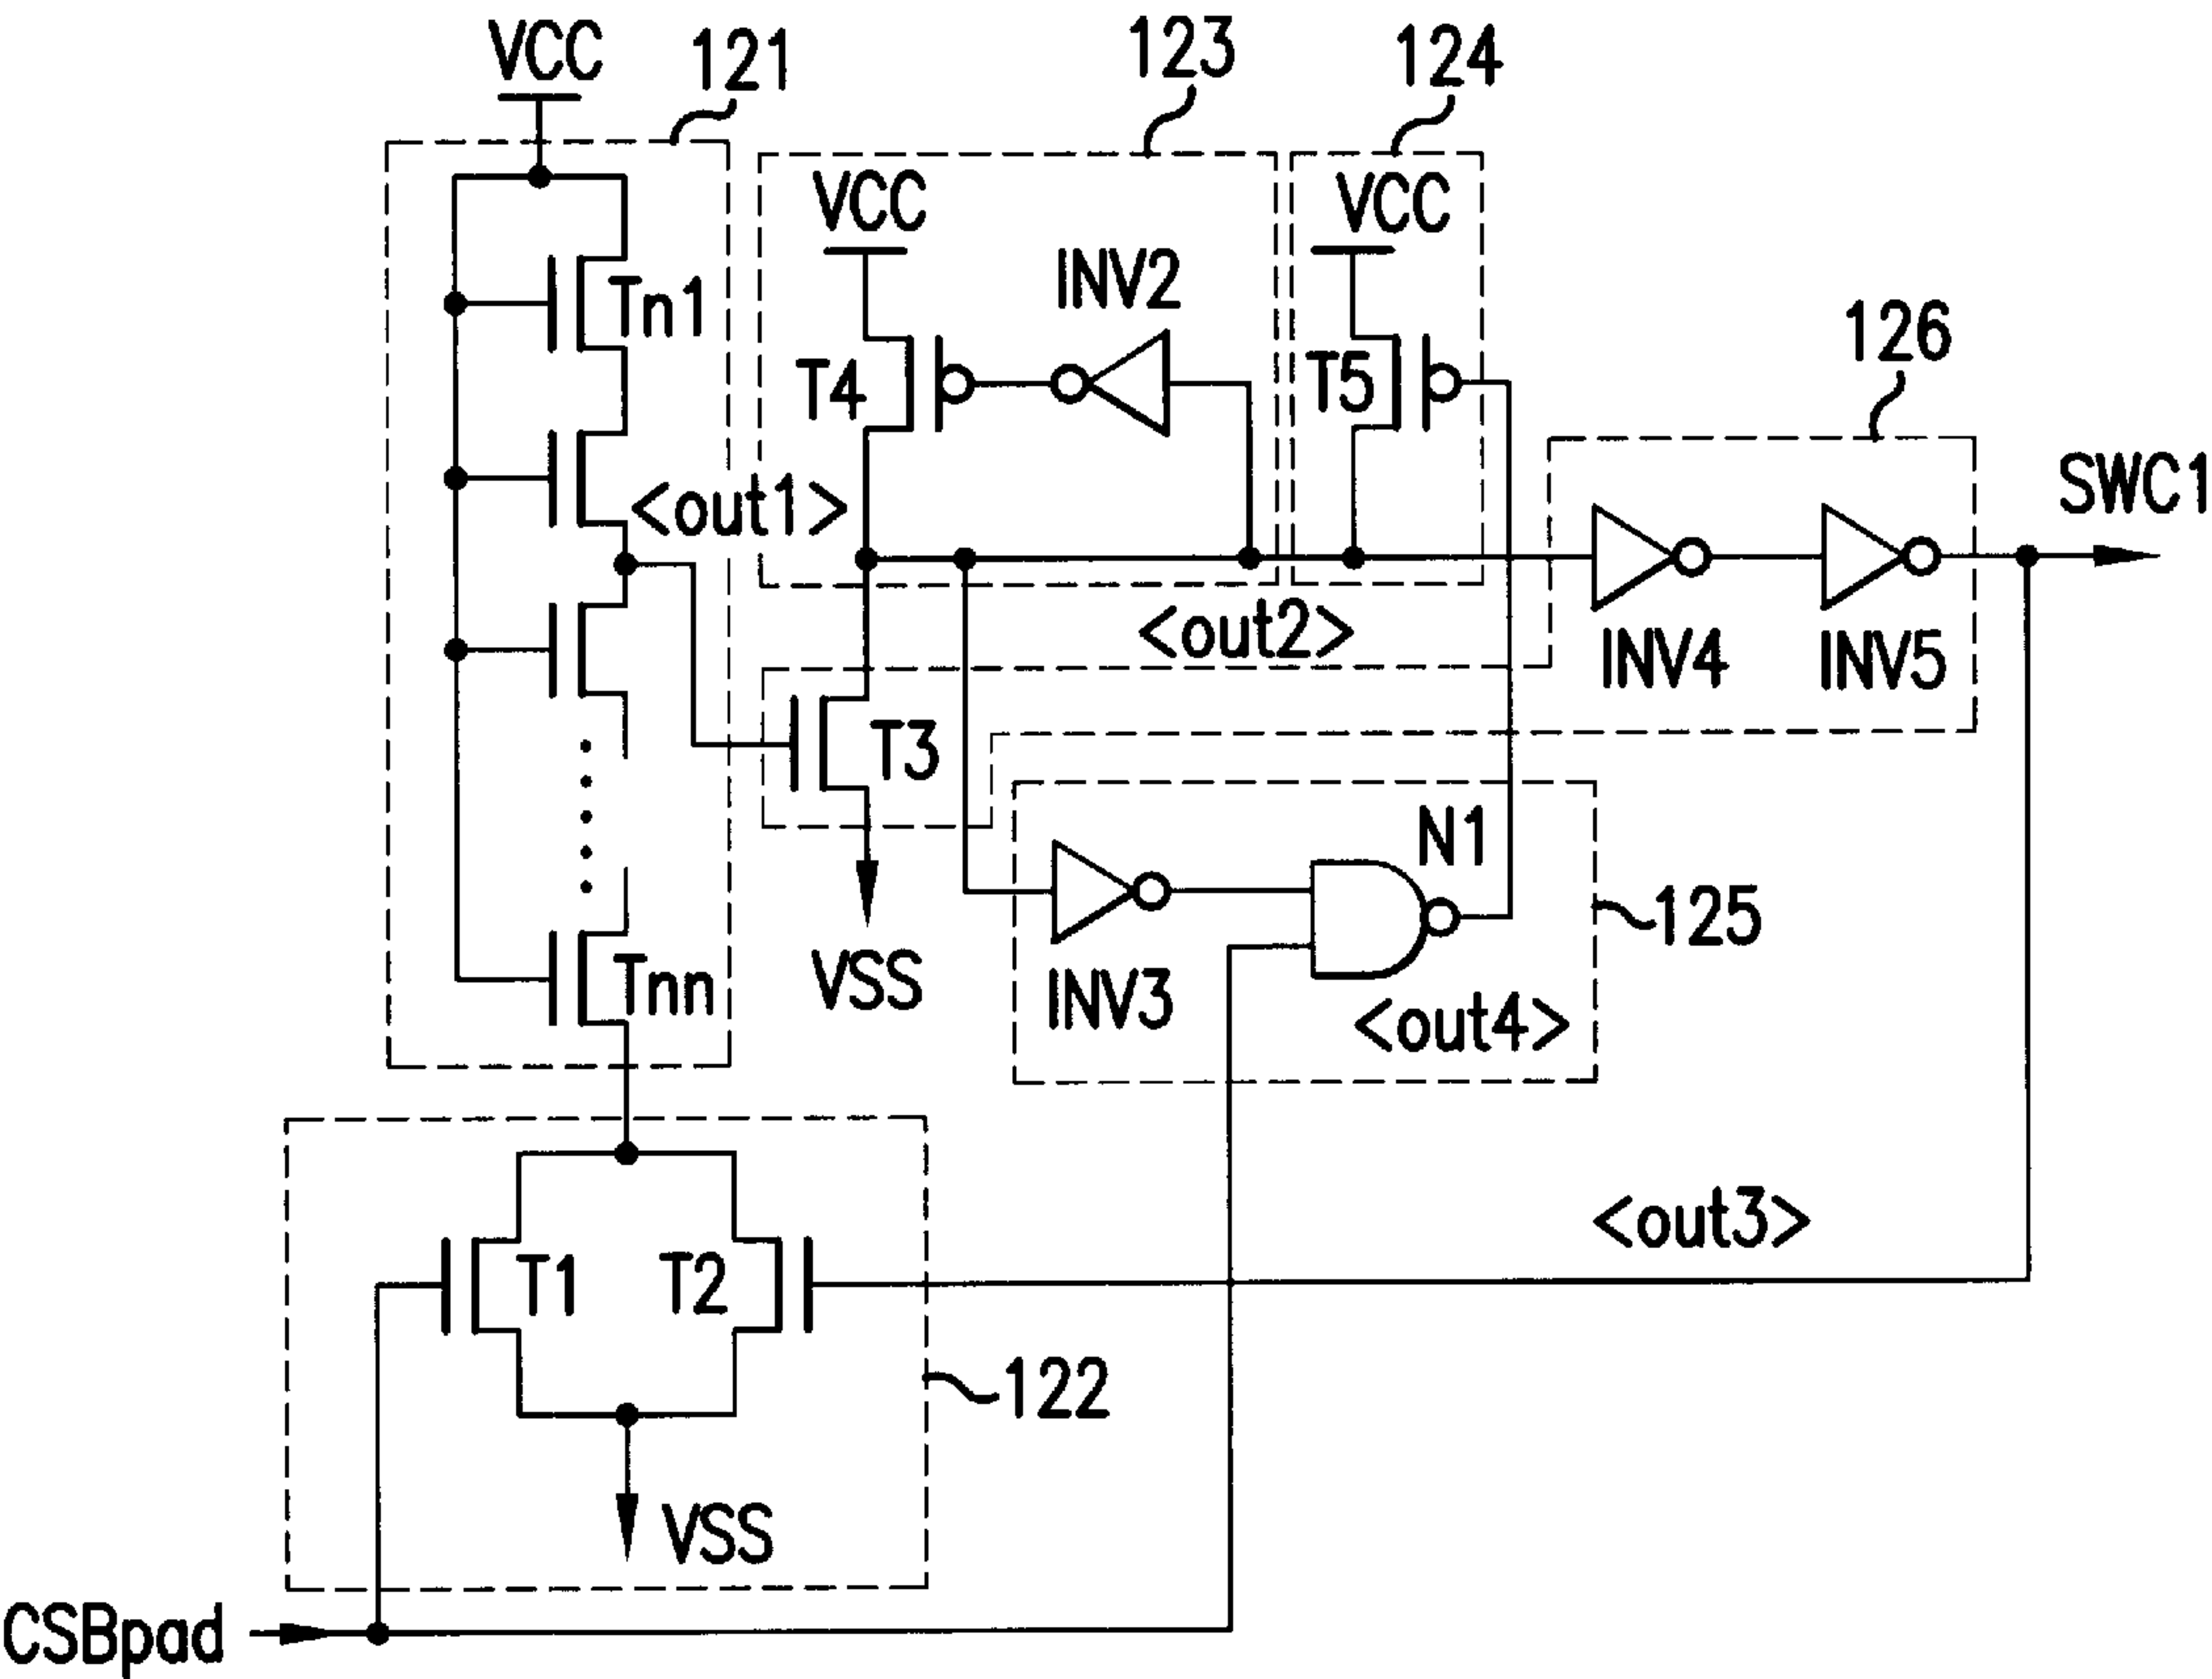 VCC
121
123
124
VCC
VCC
INV2
Tn1
126
T4
T5
SWC1
<out1>
<out2>
INV4
INV5
T3
N1
125
VSS
Tnn
INV3
<out4>
<out3>
T1
T2
122
VSS
CSBpad